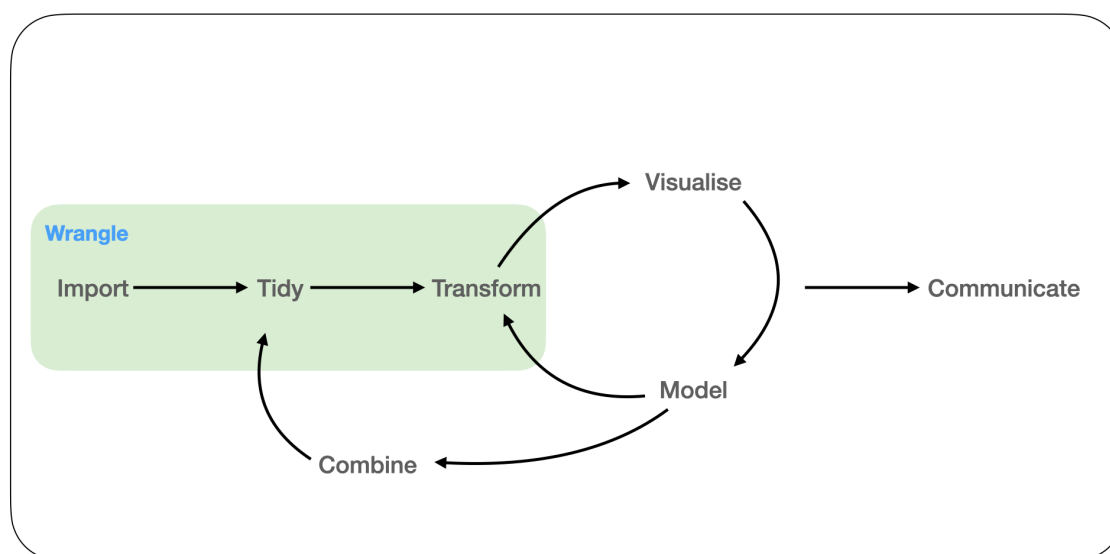 Visualise
Wrangle
Import
Tidy
Transform
Communicate
Model
Combine